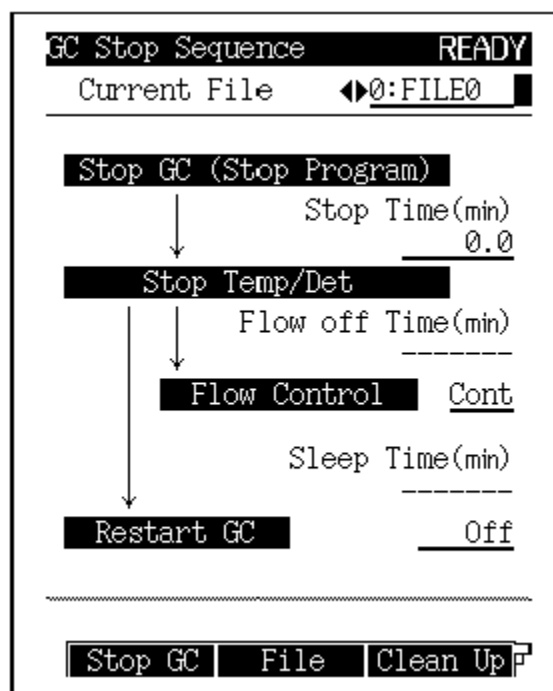 GC Stop Sequence READY
Current File ◀▶0:FILE0
Stop GC (Stop Program)
Stop Time(min)
0.0
Stop Temp/Det
Flow off Time(min)
-------
Flow Control Cont
Sleep Time(min)
-------
Restart GC Off
Stop GC File Clean Up